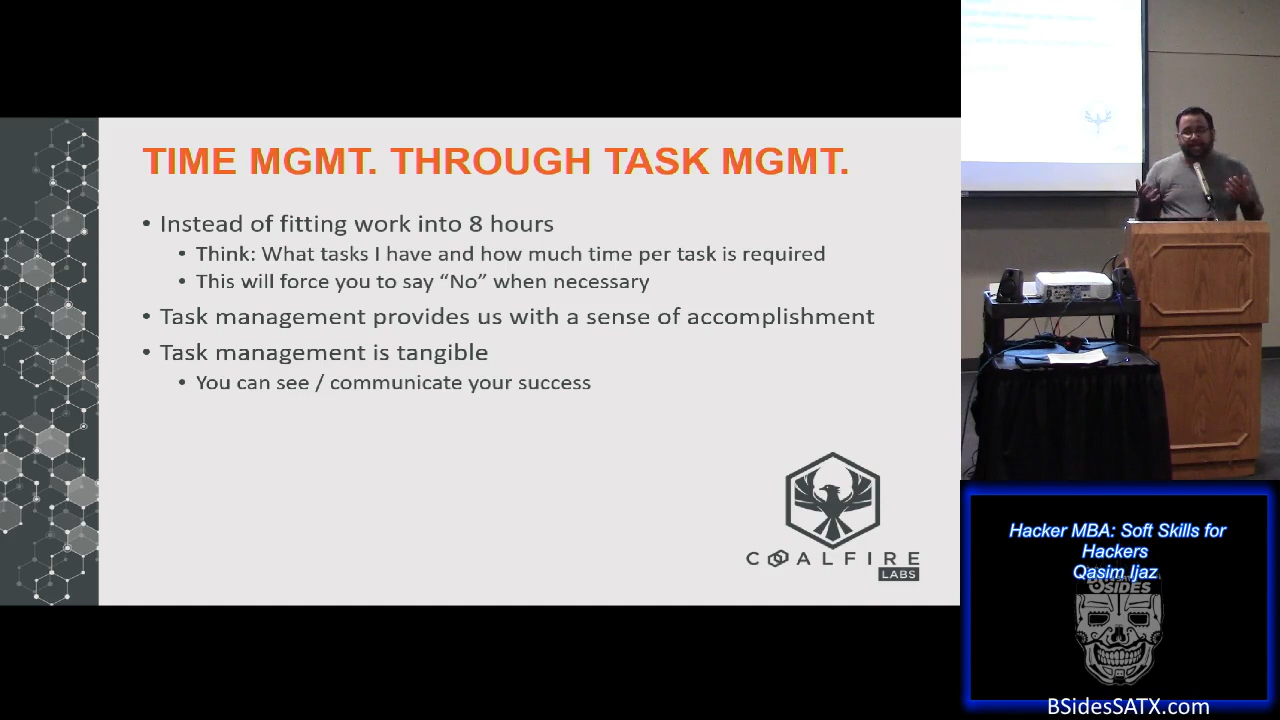 TIME MGMT. THROUGH TASK MGMT.
• Instead of fitting work into 8 hours
• Think: What tasks I have and how much time per task is required
• This will force you to say “No” when necessary
• Task management provides us with a sense of accomplishment
• Task management is tangible
• You can see / communicate your success
COALFIRE
LABS
Hacker MBA: Soft Skills for
Hackers
Qasim Ijaz
BSIDES
BSidesSATX.com